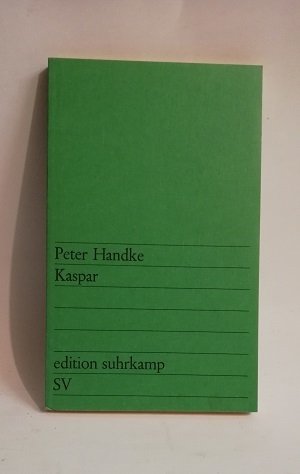 Peter Handke
Kaspar
edition suhrkamp
SV